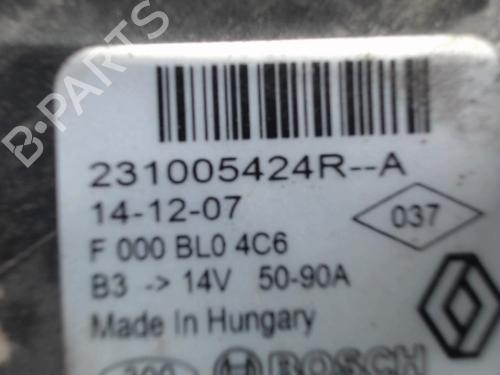 B-PARTS
231005424R--A
14-12-07
037
F 000 BL0 4C6
B3 -> 14V 50-90A
Made In Hungary
BOSCH